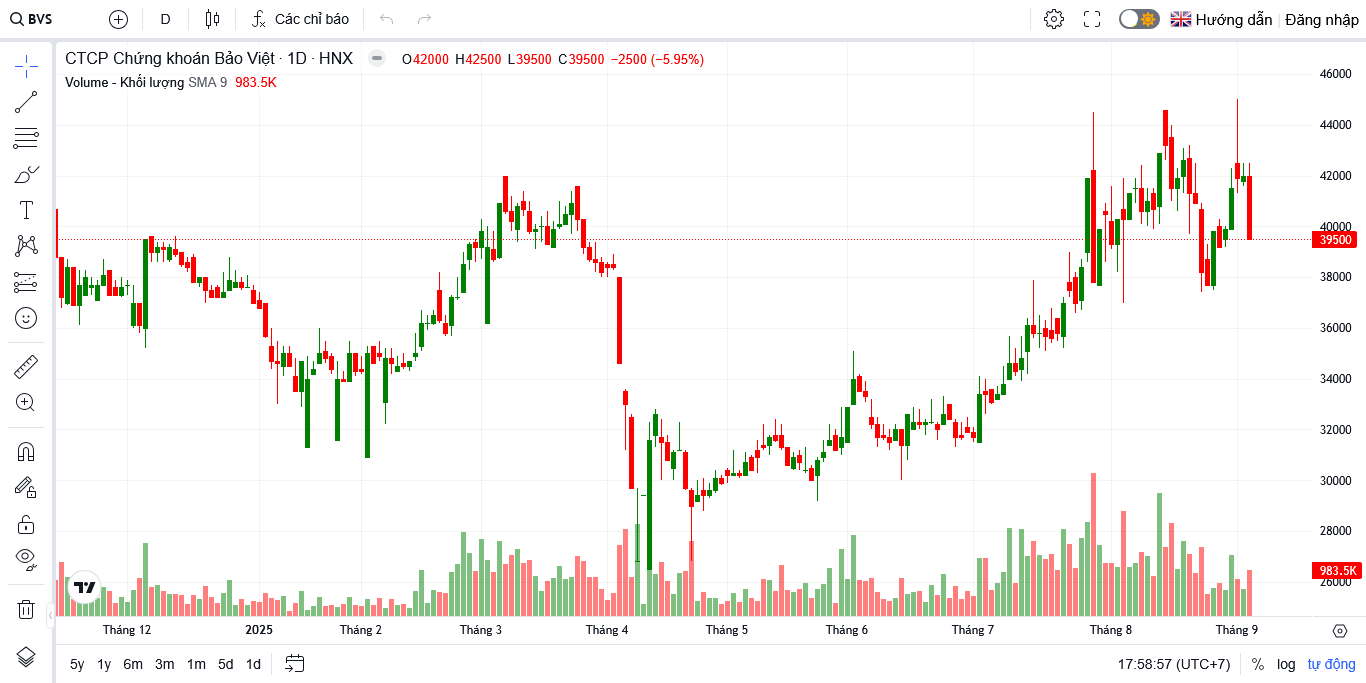 BVS D Các chỉ báo Hướng dẫn Đăng nhập
CTCP Chứng khoán Bảo Việt · 1D · HNX O42000 H42500 L39500 C39500 −2500 (−5.95%)
Volume - Khối lượng SMA 9 983.5K
46000
44000
42000
40000
39500
38000
36000
34000
32000
30000
28000
983.5K
26000
Tháng 12 2025 Tháng 2 Tháng 3 Tháng 4 Tháng 5 Tháng 6 Tháng 7 Tháng 8 Tháng 9
5y 1y 6m 3m 1m 5d 1d 17:58:57 (UTC+7) % log tự động